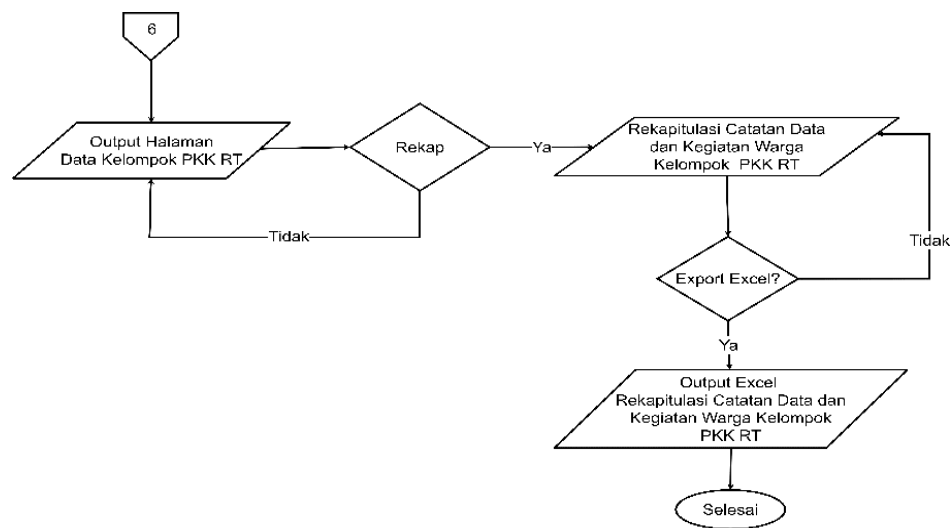 6
Output Halaman
Data Kelompok PKK RT
Rekap
Ya
Rekapitulasi Catatan Data
dan Kegiatan Warga
Kelompok PKK RT
Tidak
Tidak
Export Excel?
Ya
Output Excel
Rekapitulasi Catatan Data dan
Kegiatan Warga Kelompok
PKK RT
Selesai